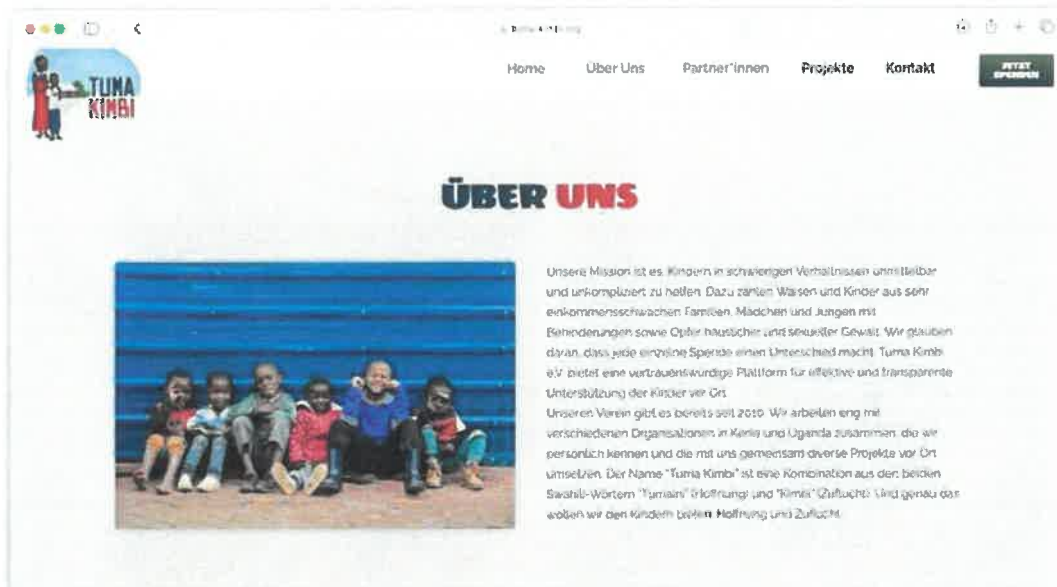 Home Über Uns Partner*innen Projekte Kontakt JETZT SPENDEN
TUMA
KIMBI
ÜBER UNS
Unsere Mission ist es, Kindern in schwierigen Verhältnissen unmittelbar
und unkompliziert zu helfen. Dazu zählen Waisen und Kinder aus sehr
einkommensschwachen Familien, Mädchen und Jungen mit
Behinderungen sowie Opfer häuslicher und sexueller Gewalt. Wir glauben
daran, dass jede einzelne Spende einen Unterschied macht. Tuma Kimbi
e.V. bietet eine vertrauenswürdige Plattform für effektive und transparente
Unterstützung der Kinder vor Ort.
Unseren Verein gibt es bereits seit 2010. Wir arbeiten eng mit
verschiedenen Organisationen in Kenia und Uganda zusammen, die wir
persönlich kennen und die mit uns gemeinsam diverse Projekte vor Ort
umsetzen. Der Name "Tuma Kimbi" ist eine Kombination aus den beiden
Swahili-Wörtern "Tumaini" (Hoffnung) und "Kimbi" (Zuflucht). Und genau das
wollen wir den Kindern bieten: Hoffnung und Zuflucht.